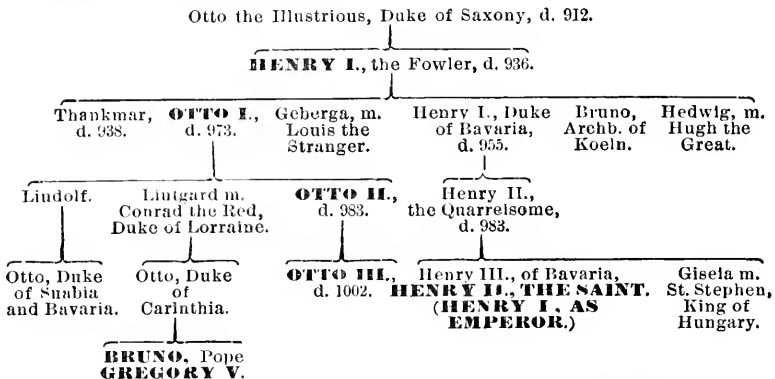 Otto the Illustrious, Duke of Saxony, d. 912.
HENRY I., the Fowler, d. 936.
Thankmar,
d. 938.
OTTO I.,
d. 973.
Geberga, m.
Louis the
Stranger.
Henry I., Duke
of Bavaria,
d. 955.
Bruno,
Archb. of
Koeln.
Hedwig, m.
Hugh the
Great.
Lindolf.
Liutgard m.
Conrad the Red,
Duke of Lorraine.
OTTO II.,
d. 983.
Henry II.,
the Quarrelsome,
d. 983.
Otto, Duke
of Suabia
and Bavaria.
Otto, Duke
of
Carinthia.
OTTO III.,
d. 1002.
Henry III., of Bavaria,
HENRY II., THE SAINT.
(HENRY I, AS
EMPEROR.)
Gisela m.
St. Stephen,
King of
Hungary.
BRUNO, Pope
GREGORY V.